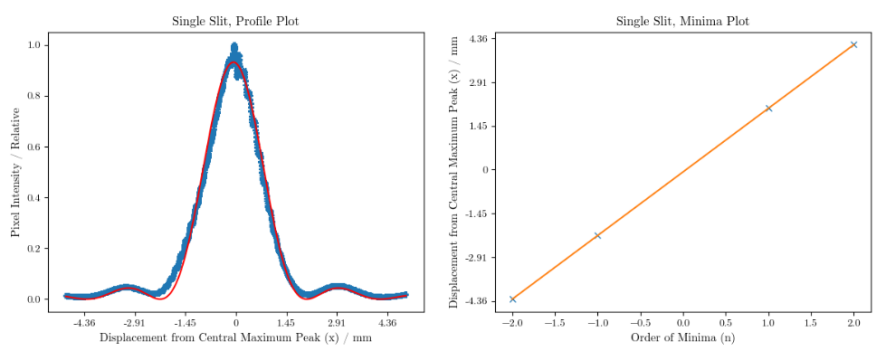 Single Slit, Profile Plot
Pixel Intensity / Relative
1.0
0.8
0.6
0.4
0.2
0.0
-4.36 -2.91 -1.45 0 1.45 2.91 4.36
Displacement from Central Maximum Peak (x) / mm
Single Slit, Minima Plot
Displacement from Central Maximum Peak (x) / mm
4.36
2.91
1.45
0
-1.45
-2.91
-4.36
−2.0 −1.5 −1.0 −0.5 0.0 0.5 1.0 1.5 2.0
Order of Minima (n)